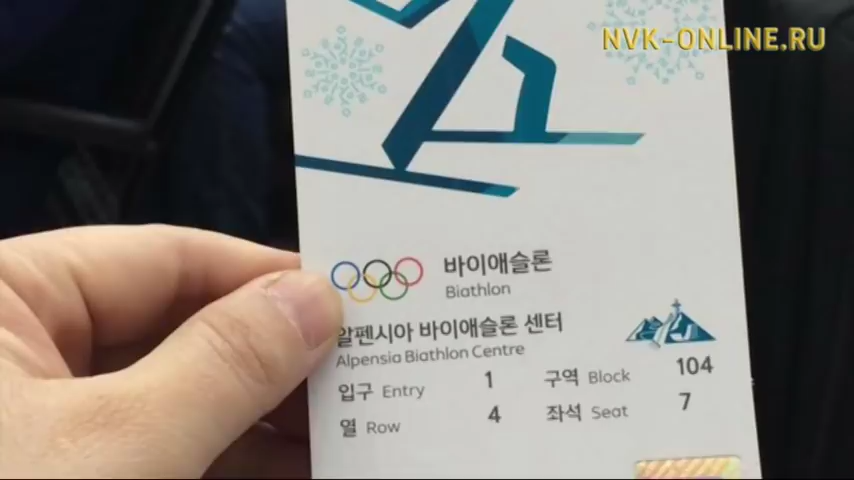 NVK-ONLINE.RU
바이애슬론
Biathlon
알펜시아 바이애슬론 센터
Alpensia Biathlon Centre
입구 Entry 1 구역 Block 104
열 Row 4 좌석 Seat 7